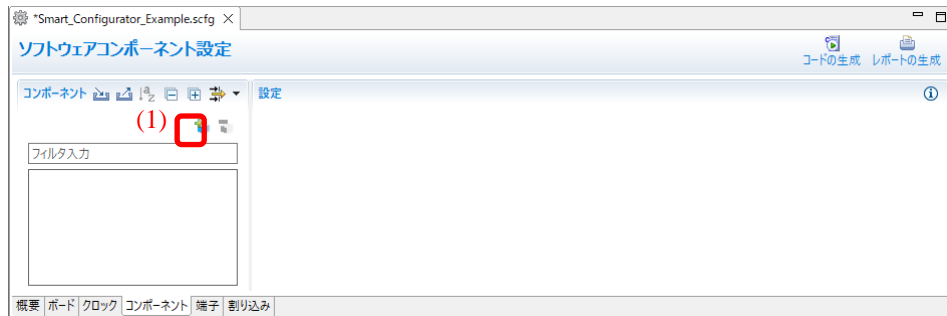 *Smart_Configurator_Example.scfg
ソフトウェアコンポーネント設定
コードの生成 レポートの生成
コンポーネント
設定
(1)
フィルタ入力
概要 ボード クロック コンポーネント 端子 割り込み